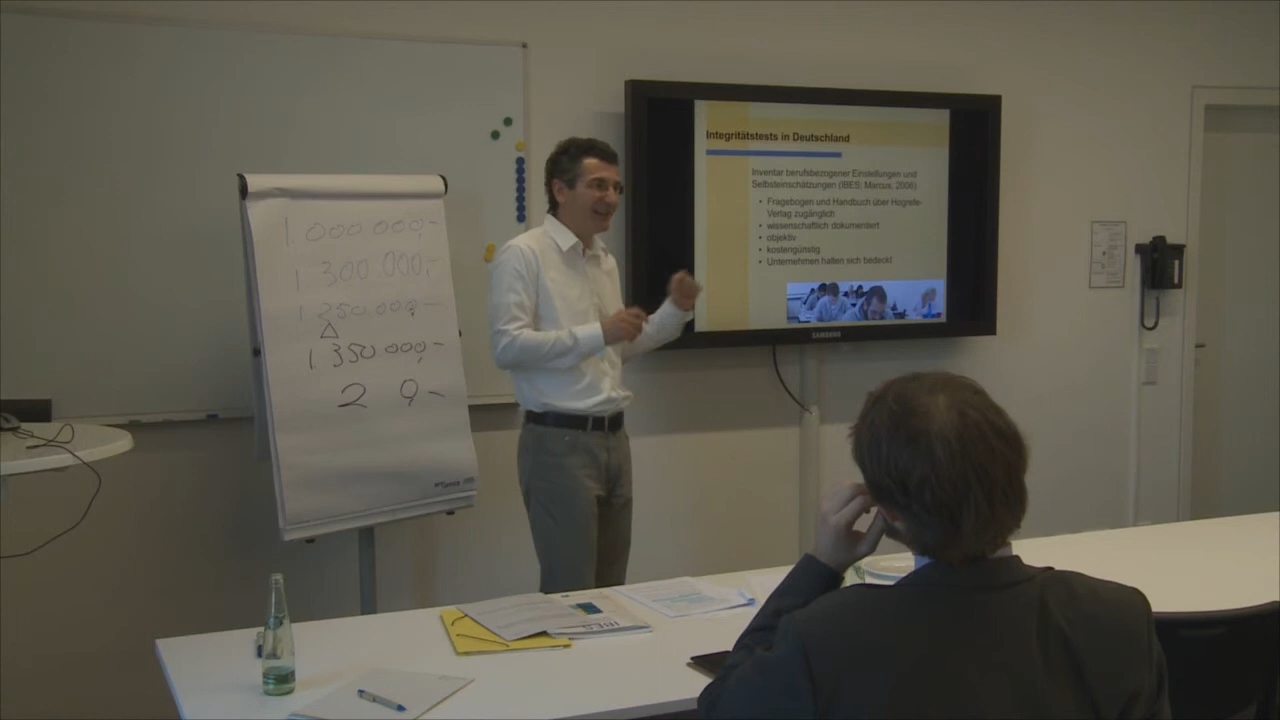 1.000000,-
1 300.000,-
1.250.000,-
1.350 000,-
2 9,-
Integritätstests in Deutschland
Inventar berufsbezogener Einstellungen und
Selbsteinschätzungen (IBES; Marcus, 2006)
• Fragebogen und Handbuch über Hogrefe-
Verlag zugänglich
• wissenschaftlich dokumentiert
• objektiv
• kostengünstig
• Unternehmen halten sich bedeckt
SAMSUNG
IBES